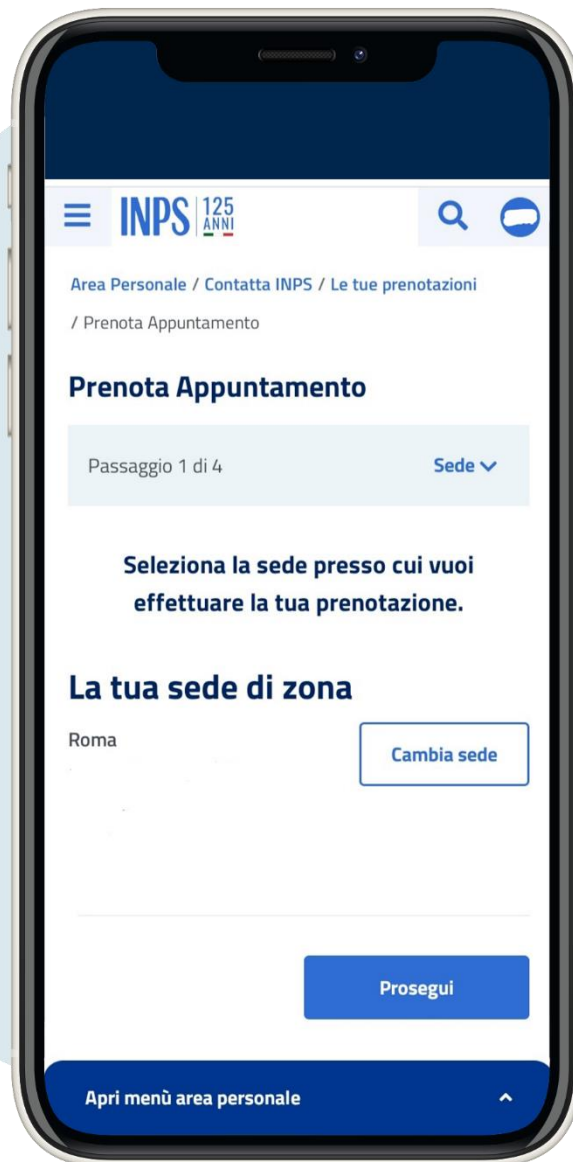 INPS 125 ANNI
Area Personale / Contatta INPS / Le tue prenotazioni
/ Prenota Appuntamento
Prenota Appuntamento
Passaggio 1 di 4
Sede
Seleziona la sede presso cui vuoi
effettuare la tua prenotazione.
La tua sede di zona
Roma
Cambia sede
Prosegui
Apri menù area personale